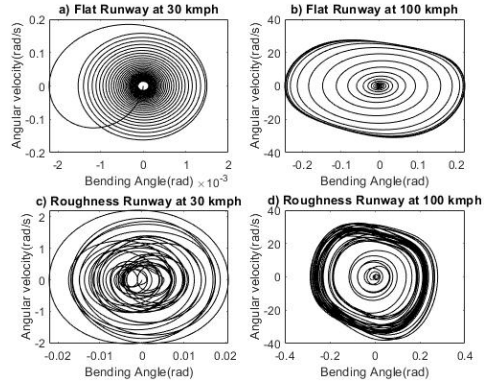 a) Flat Runway at 30 kmph
Angular velocity(rad/s)
0.2
0.1
0
-0.1
-0.2
-2 -1 0 1 2
Bending Angle(rad) ×10⁻³
b) Flat Runway at 100 kmph
Angular velocity(rad/s)
40
20
0
-20
-40
-0.2 -0.1 0 0.1 0.2
Bending Angle(rad)
c) Roughness Runway at 30 kmph
Angular velocity(rad/s)
2
1
0
-1
-2
-0.02 -0.01 0 0.01 0.02
Bending Angle(rad)
d) Roughness Runway at 100 kmph
Angular velocity(rad/s)
40
20
0
-20
-40
-0.4 -0.2 0 0.2 0.4
Bending Angle(rad)